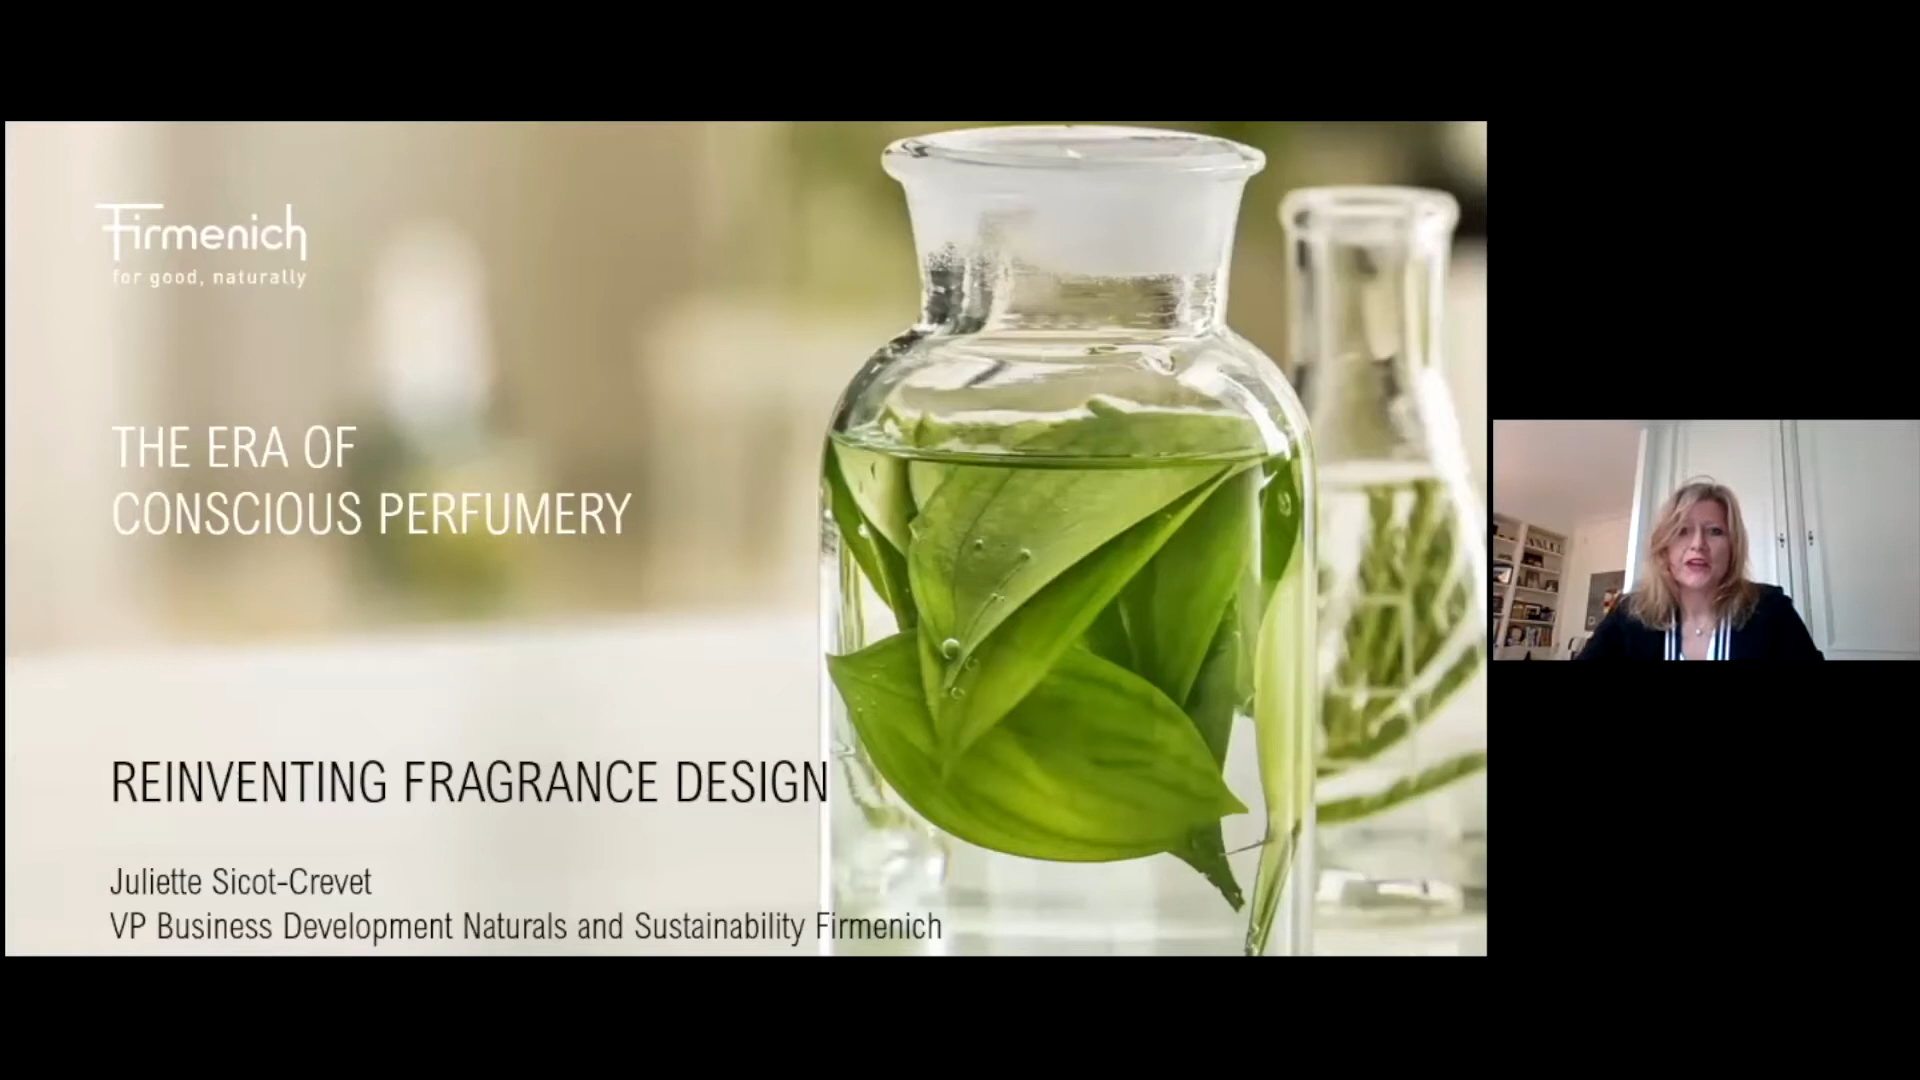 Firmenich
for good, naturally
THE ERA OF
CONSCIOUS PERFUMERY
REINVENTING FRAGRANCE DESIGN
Juliette Sicot-Crevet
VP Business Development Naturals and Sustainability Firmenich